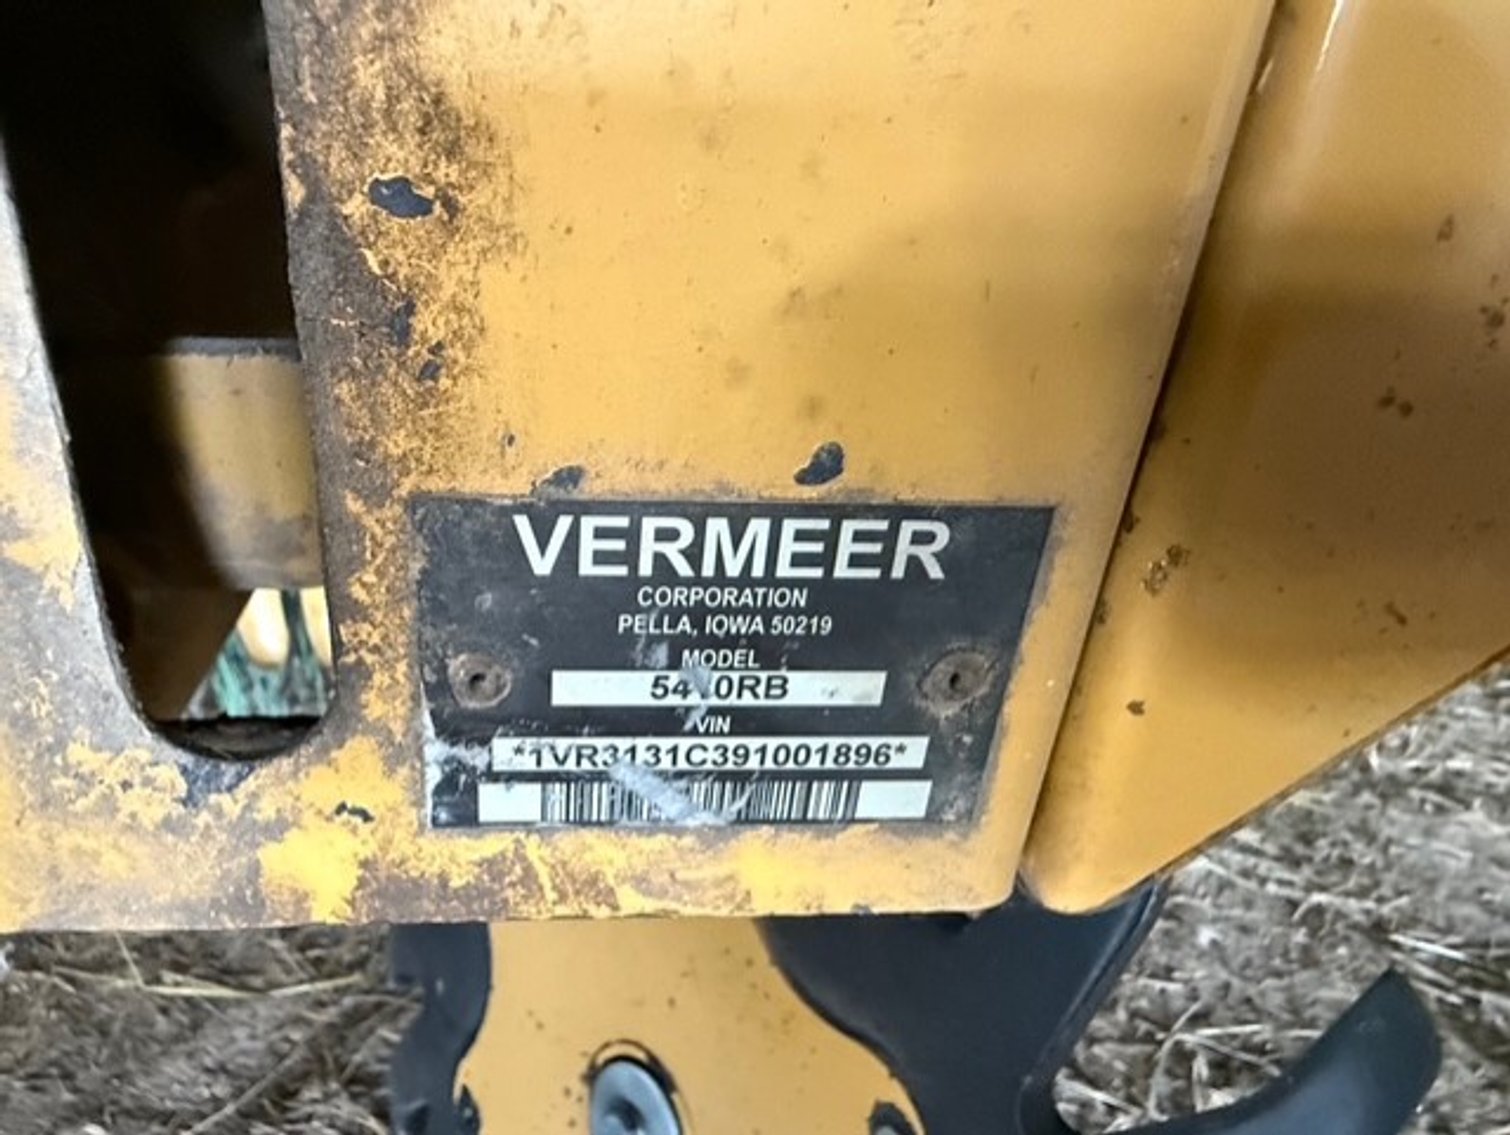 VERMEER
CORPORATION
PELLA, IOWA 50219
MODEL
VIN
*1VR3131C391001896*